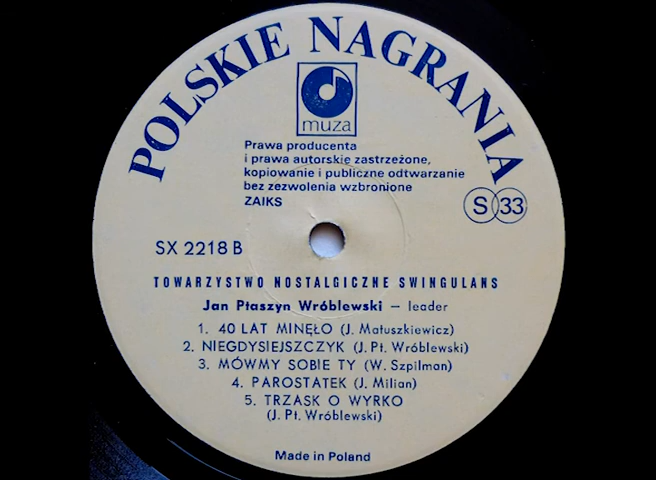 POLSKIE NAGRANIA
muza
Prawa producenta
i prawa autorskie zastrzeżone,
kopiowanie i publiczne odtwarzanie
bez zezwolenia wzbronione
ZAIKS
S 33
SX 2218 B
TOWARZYSTWO NOSTALGICZNE SWINGULANS
Jan Ptaszyn Wróblewski – leader
1. 40 LAT MINĘŁO (J. Matuszkiewicz)
2. NIEGDYSIEJSZCZYK (J. Pt. Wróblewski)
3. MÓWMY SOBIE TY (W. Szpilman)
4. PAROSTATEK (J. Milian)
5. TRZASK O WYRKO
(J. Pt. Wróblewski)
Made in Poland